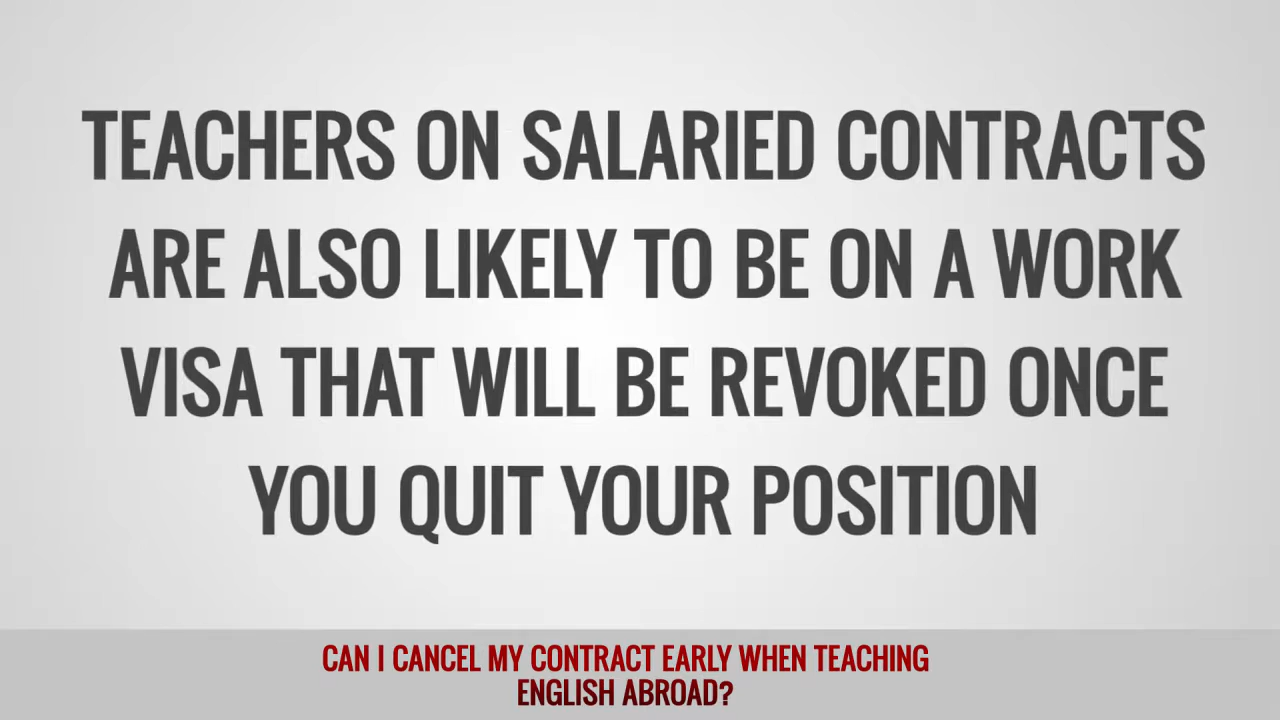 TEACHERS ON SALARIED CONTRACTS
ARE ALSO LIKELY TO BE ON A WORK
VISA THAT WILL BE REVOKED ONCE
YOU QUIT YOUR POSITION
CAN I CANCEL MY CONTRACT EARLY WHEN TEACHING
ENGLISH ABROAD?